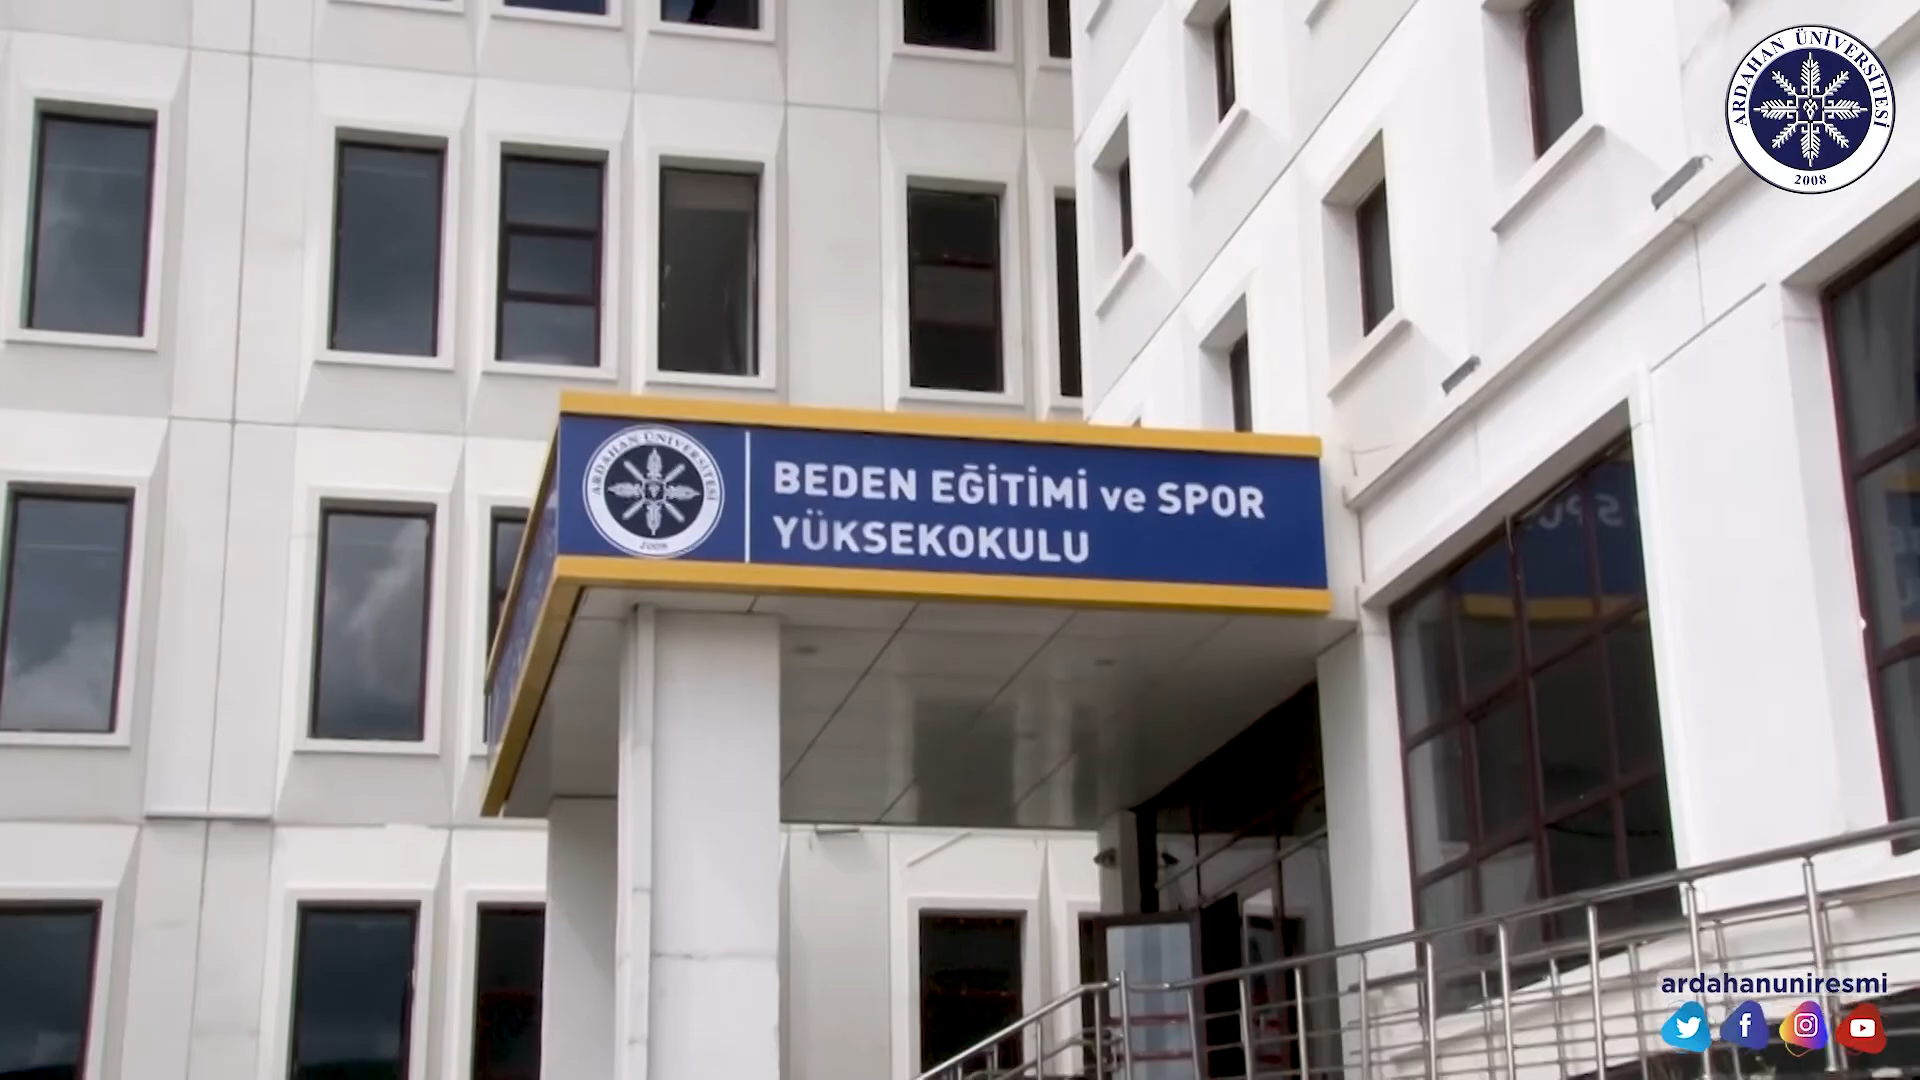 ARDAHAN ÜNİVERSİTESİ
2008
ARDAHAN ÜNİVERSİTESİ
2008
BEDEN EĞİTİMİ ve SPOR
YÜKSEKOKULU
ardahanuniresmi